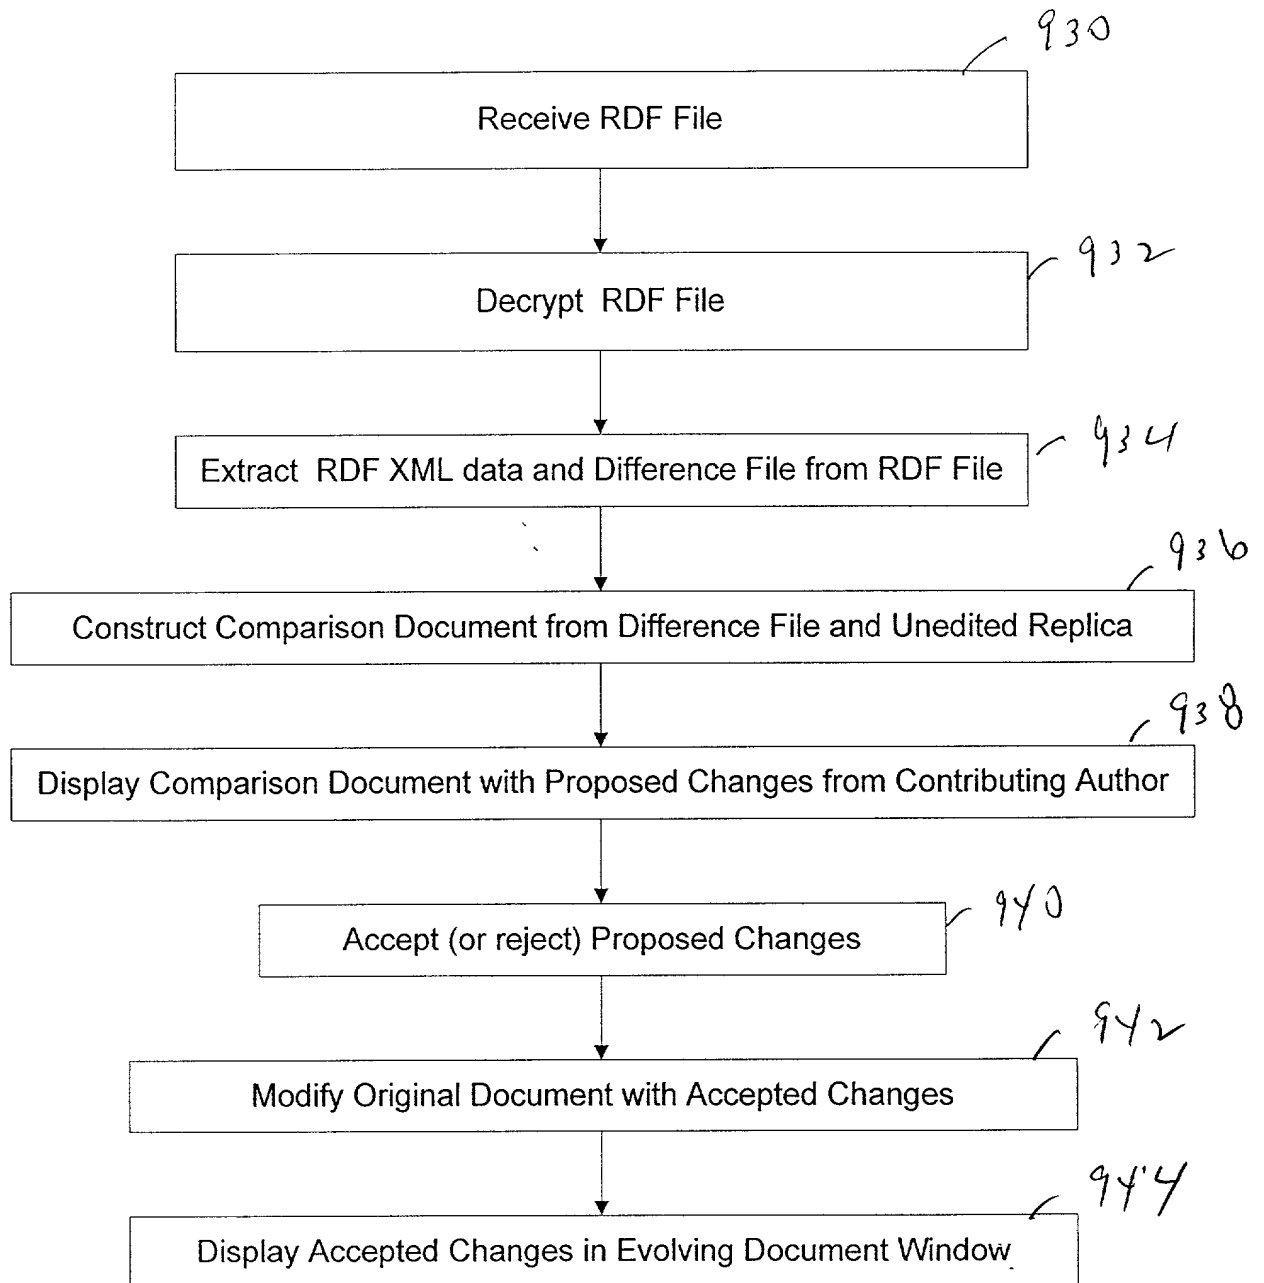 930
Receive RDF File
932
Decrypt RDF File
934
Extract RDF XML data and Difference File from RDF File
936
Construct Comparison Document from Difference File and Unedited Replica
938
Display Comparison Document with Proposed Changes from Contributing Author
940
Accept (or reject) Proposed Changes
942
Modify Original Document with Accepted Changes
944
Display Accepted Changes in Evolving Document Window